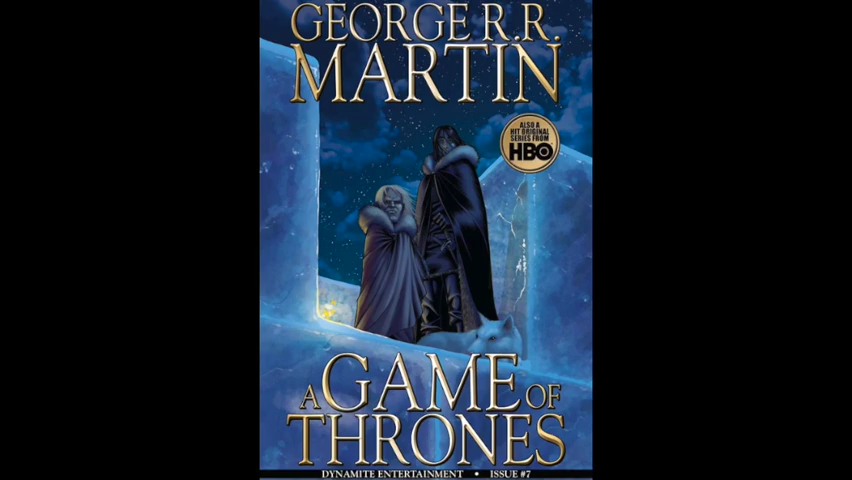 GEORGE R.R.
MARTIN
ALSO A
HIT ORIGINAL
SERIES FROM
HBO
A GAME OF
THRONES
DYNAMITE ENTERTAINMENT • ISSUE #7